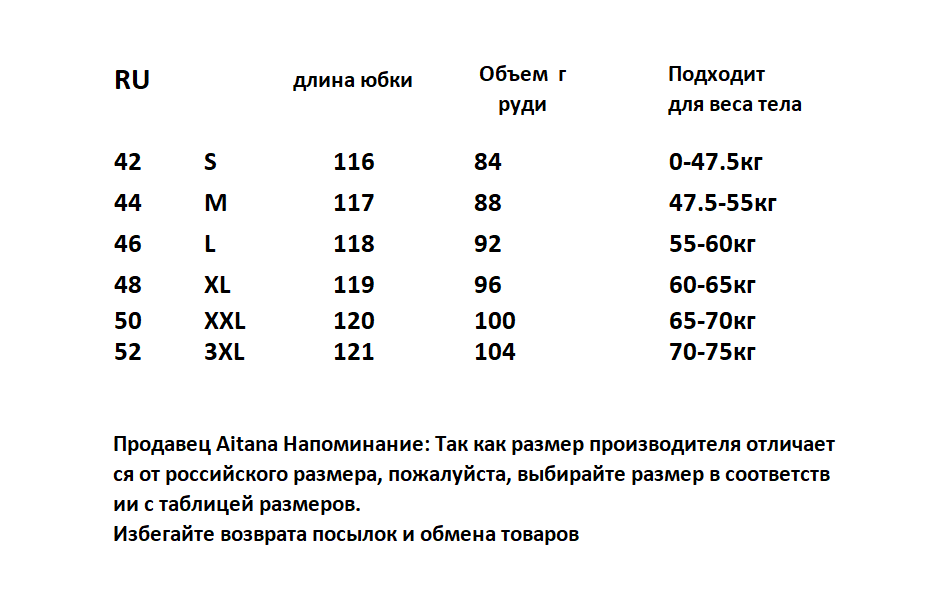 RU длина юбки Объем г Подходит
руди для веса тела
42 S 116 84 0-47.5кг
44 M 117 88 47.5-55кг
46 L 118 92 55-60кг
48 XL 119 96 60-65кг
50 XXL 120 100 65-70кг
52 3XL 121 104 70-75кг
Продавец Aitana Напоминание: Так как размер производителя отличает
ся от российского размера, пожалуйста, выбирайте размер в соответств
ии с таблицей размеров.
Избегайте возврата посылок и обмена товаров